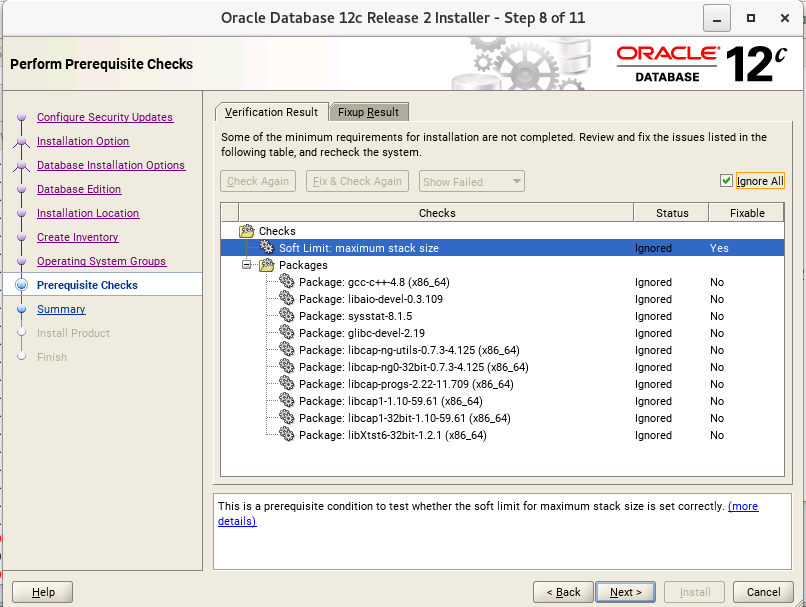 Oracle Database 12c Release 2 Installer - Step 8 of 11
Perform Prerequisite Checks
ORACLE
DATABASE
12c
Configure Security Updates
Installation Option
Database Installation Options
Database Edition
Installation Location
Create Inventory
Operating System Groups
Prerequisite Checks
Summary
Install Product
Finish
Verification Result Fixup Result
Some of the minimum requirements for installation are not completed. Review and fix the issues listed in the
following table, and recheck the system.
Check Again Fix & Check Again Show Failed Ignore All
Checks Status Fixable
Checks
Soft Limit: maximum stack size Ignored Yes
Packages
Package: gcc-c++-4.8 (x86_64) Ignored No
Package: libaio-devel-0.3.109 Ignored No
Package: sysstat-8.1.5 Ignored No
Package: glibc-devel-2.19 Ignored No
Package: libcap-ng-utils-0.7.3-4.125 (x86_64) Ignored No
Package: libcap-ng0-32bit-0.7.3-4.125 (x86_64) Ignored No
Package: libcap-progs-2.22-11.709 (x86_64) Ignored No
Package: libcap1-1.10-59.61 (x86_64) Ignored No
Package: libcap1-32bit-1.10-59.61 (x86_64) Ignored No
Package: libXtst6-32bit-1.2.1 (x86_64) Ignored No
This is a prerequisite condition to test whether the soft limit for maximum stack size is set correctly. (more
details)
Help < Back Next > Install Cancel